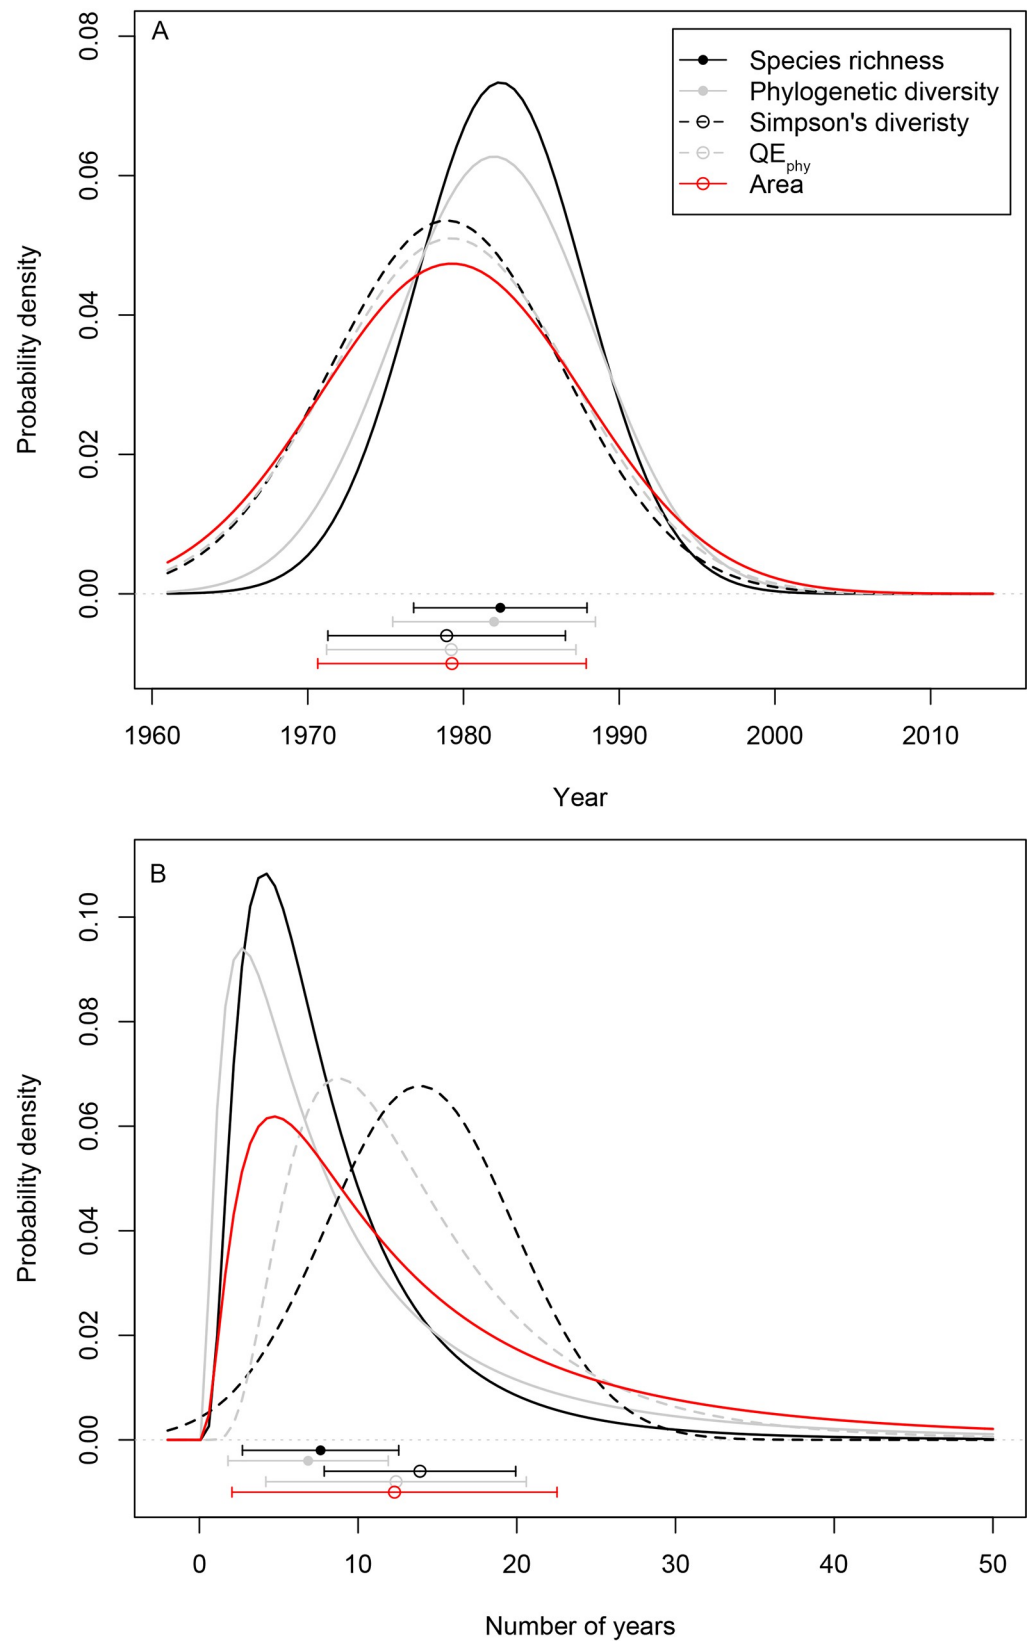 A
Species richness
Phylogenetic diversity
Simpson's diveristy
QEphy
Area
Probability density
0.00
0.02
0.04
0.06
0.08
1960
1970
1980
1990
2000
2010
Year
B
Probability density
0.00
0.02
0.04
0.06
0.08
0.10
0
10
20
30
40
50
Number of years